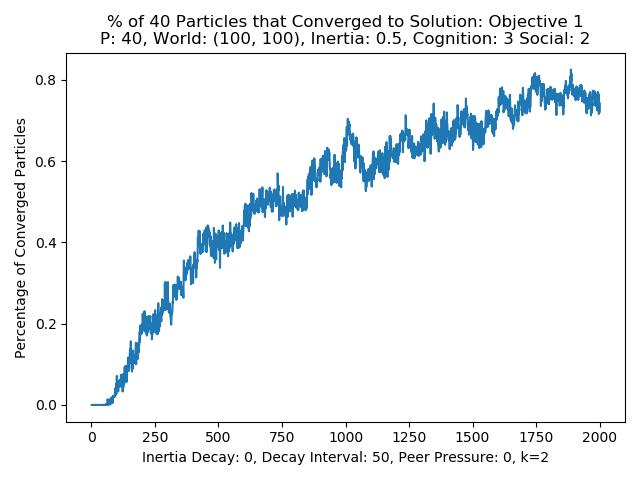 % of 40 Particles that Converged to Solution: Objective 1
P: 40, World: (100, 100), Inertia: 0.5, Cognition: 3 Social: 2
Percentage of Converged Particles
0.8
0.6
0.4
0.2
0.0
0 250 500 750 1000 1250 1500 1750 2000
Inertia Decay: 0, Decay Interval: 50, Peer Pressure: 0, k=2